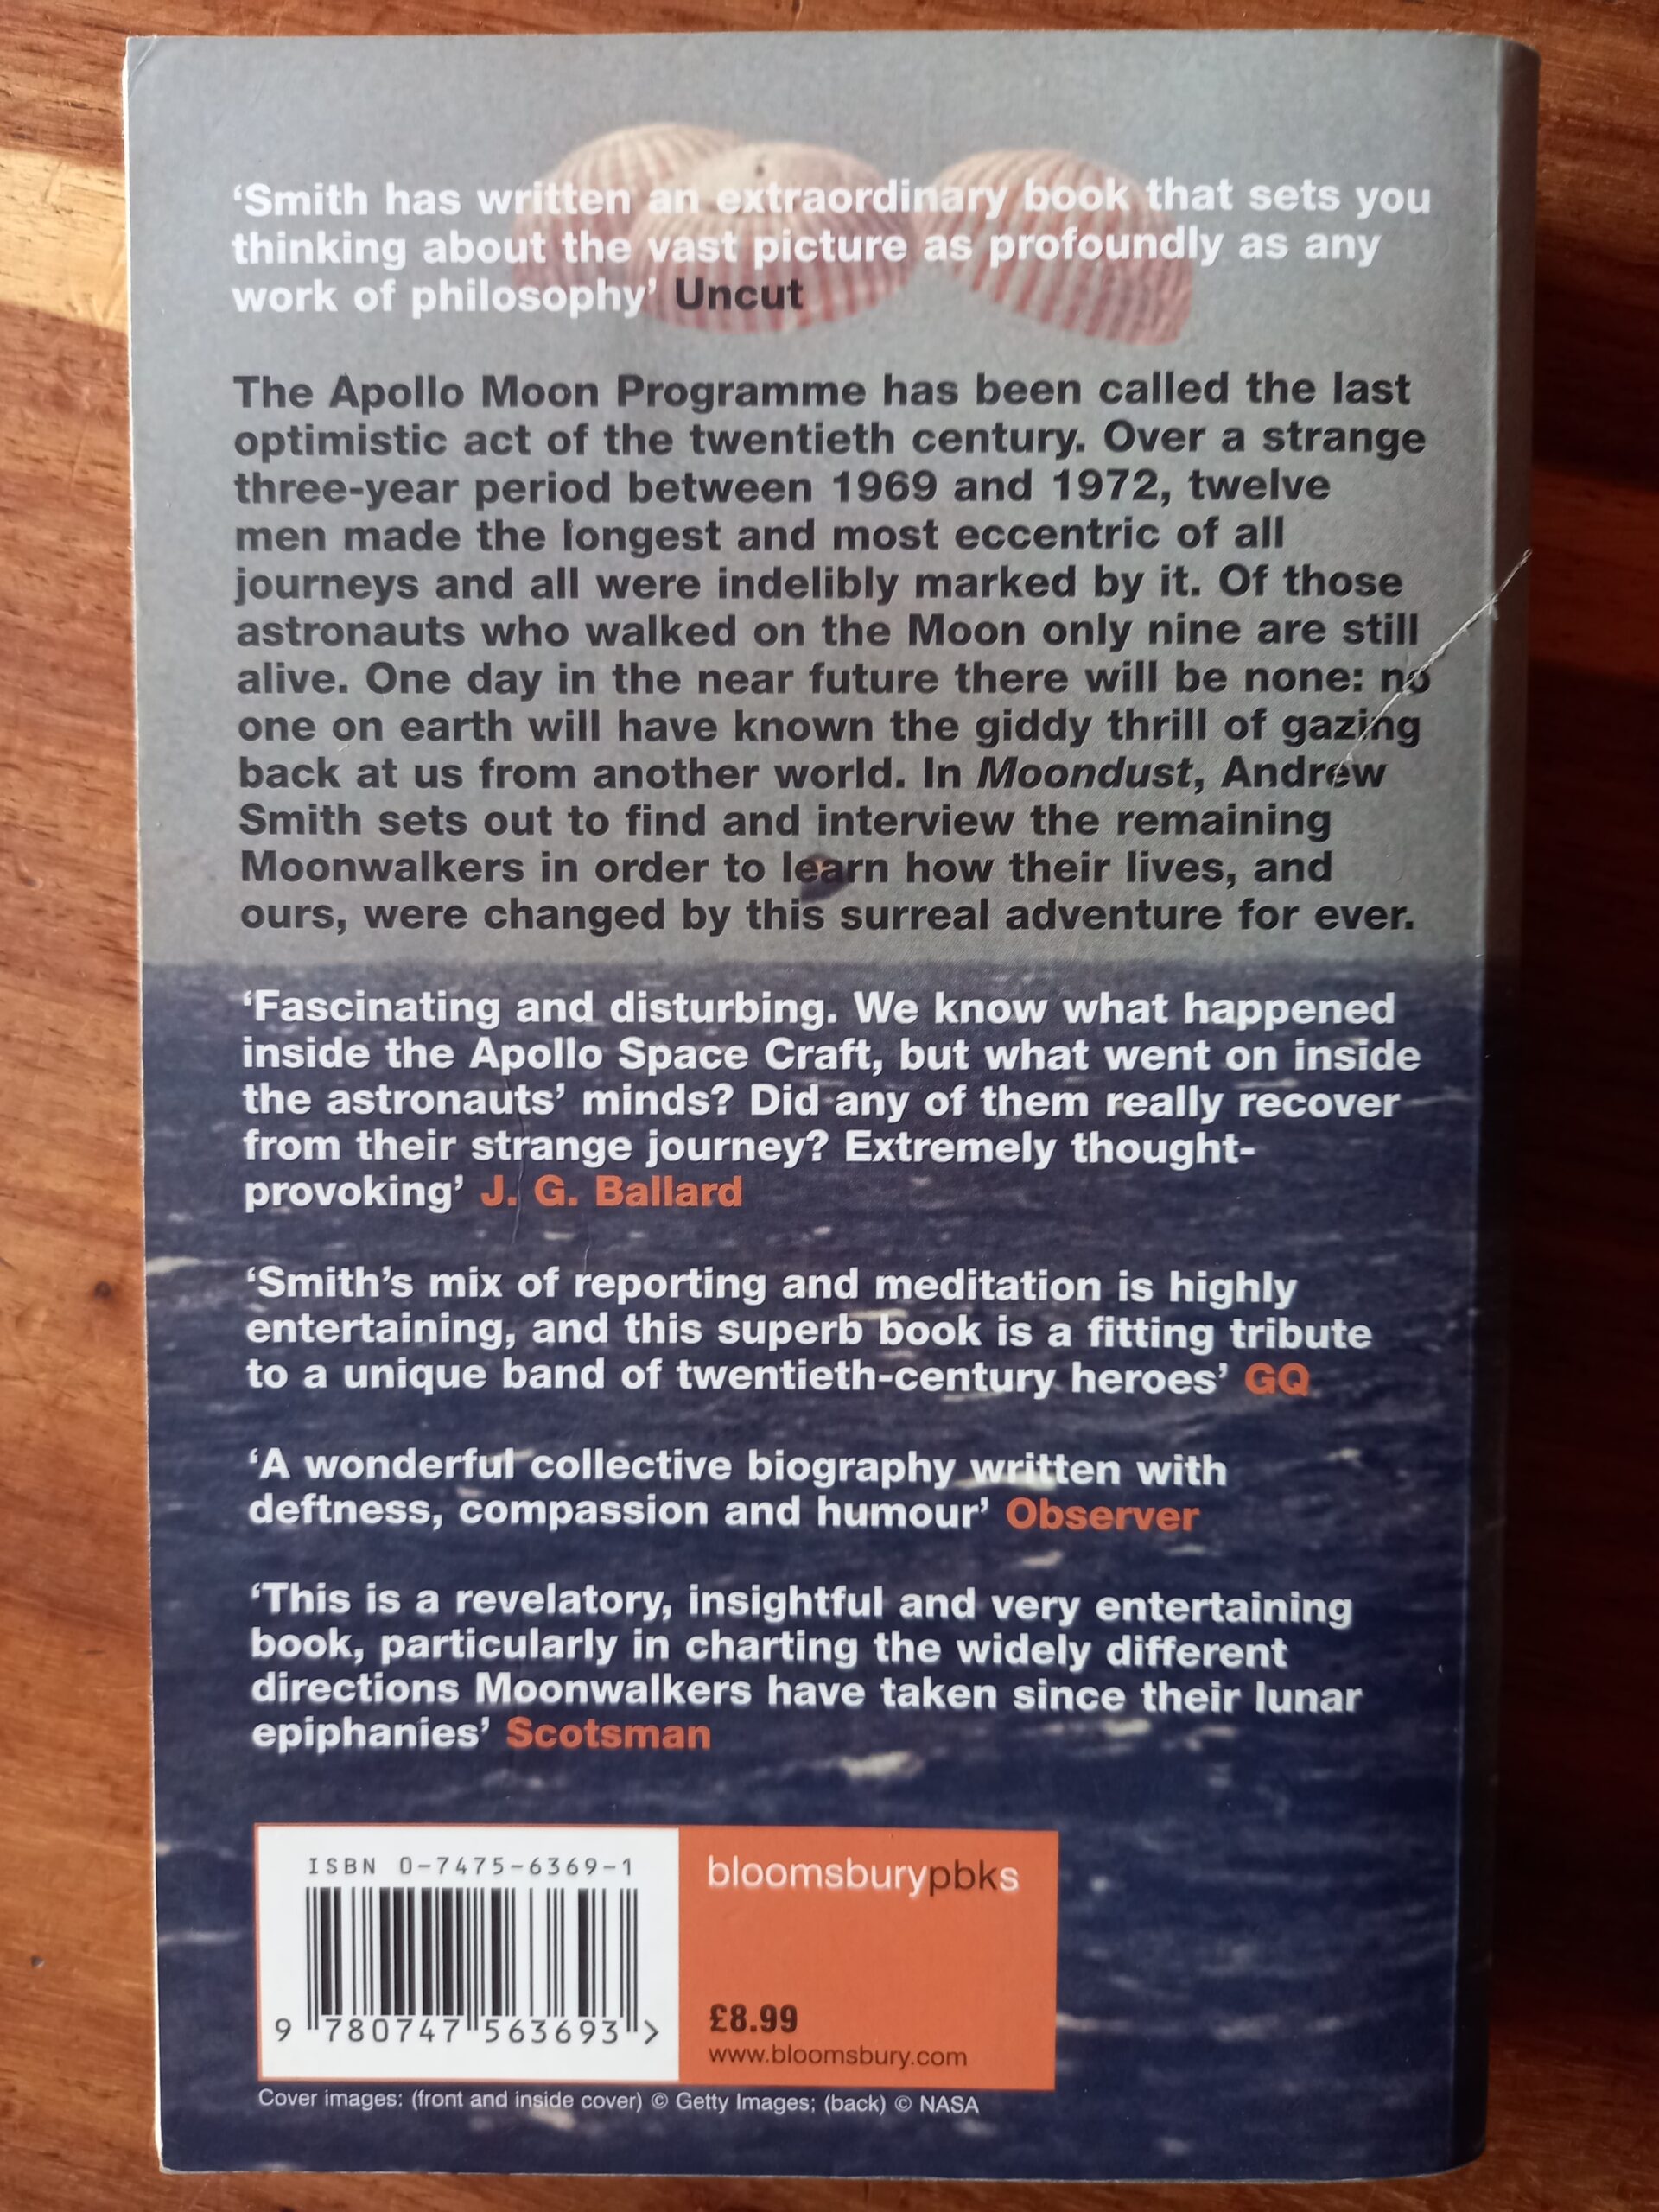 ‘Smith has written an extraordinary book that sets you
thinking about the vast picture as profoundly as any
work of philosophy’ Uncut
The Apollo Moon Programme has been called the last
optimistic act of the twentieth century. Over a strange
three-year period between 1969 and 1972, twelve
men made the longest and most eccentric of all
journeys and all were indelibly marked by it. Of those
astronauts who walked on the Moon only nine are still
alive. One day in the near future there will be none: no
one on earth will have known the giddy thrill of gazing
back at us from another world. In Moondust, Andrew
Smith sets out to find and interview the remaining
Moonwalkers in order to learn how their lives, and
ours, were changed by this surreal adventure for ever.
‘Fascinating and disturbing. We know what happened
inside the Apollo Space Craft, but what went on inside
the astronauts’ minds? Did any of them really recover
from their strange journey? Extremely thought-
provoking’ J. G. Ballard
‘Smith’s mix of reporting and meditation is highly
entertaining, and this superb book is a fitting tribute
to a unique band of twentieth-century heroes’ GQ
‘A wonderful collective biography written with
deftness, compassion and humour’ Observer
‘This is a revelatory, insightful and very entertaining
book, particularly in charting the widely different
directions Moonwalkers have taken since their lunar
epiphanies’ Scotsman
ISBN 0-7475-6369-1
9 780747 563693 >
bloomsburypbks
£8.99
www.bloomsbury.com
Cover images: (front and inside cover) © Getty Images; (back) © NASA